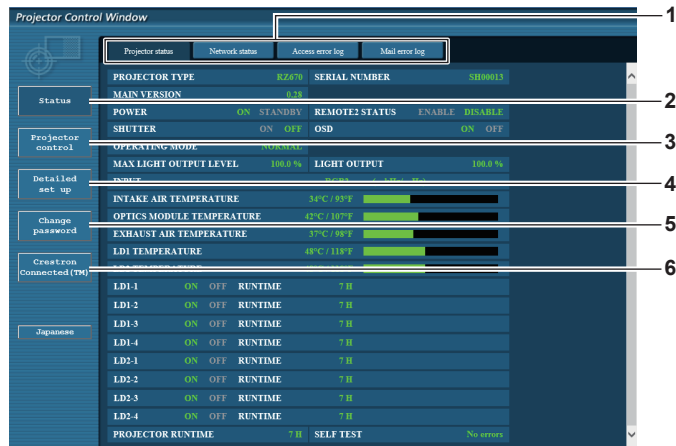 Projector Control Window
1
Projector status Network status Access error log Mail error log
PROJECTOR TYPE RZ670 SERIAL NUMBER SH00013
MAIN VERSION 0.28
Status
2
POWER ON STANDBY REMOTE2 STATUS ENABLE DISABLE
SHUTTER ON OFF OSD ON OFF
Projector
control
3
OPERATING MODE NORMAL
MAX LIGHT OUTPUT LEVEL 100.0 % LIGHT OUTPUT 100.0 %
Detailed
set up
4
INTAKE AIR TEMPERATURE 34°C / 93°F
OPTICS MODULE TEMPERATURE 42°C / 107°F
Change
password
5
EXHAUST AIR TEMPERATURE 37°C / 98°F
LD1 TEMPERATURE 48°C / 118°F
Crestron
Connected(TM)
6
LD1-1 ON OFF RUNTIME 7 H
LD1-2 ON OFF RUNTIME 7 H
LD1-3 ON OFF RUNTIME 7 H
Japanese
LD1-4 ON OFF RUNTIME 7 H
LD2-1 ON OFF RUNTIME 7 H
LD2-2 ON OFF RUNTIME 7 H
LD2-3 ON OFF RUNTIME 7 H
LD2-4 ON OFF RUNTIME 7 H
PROJECTOR RUNTIME 7 H SELF TEST No errors